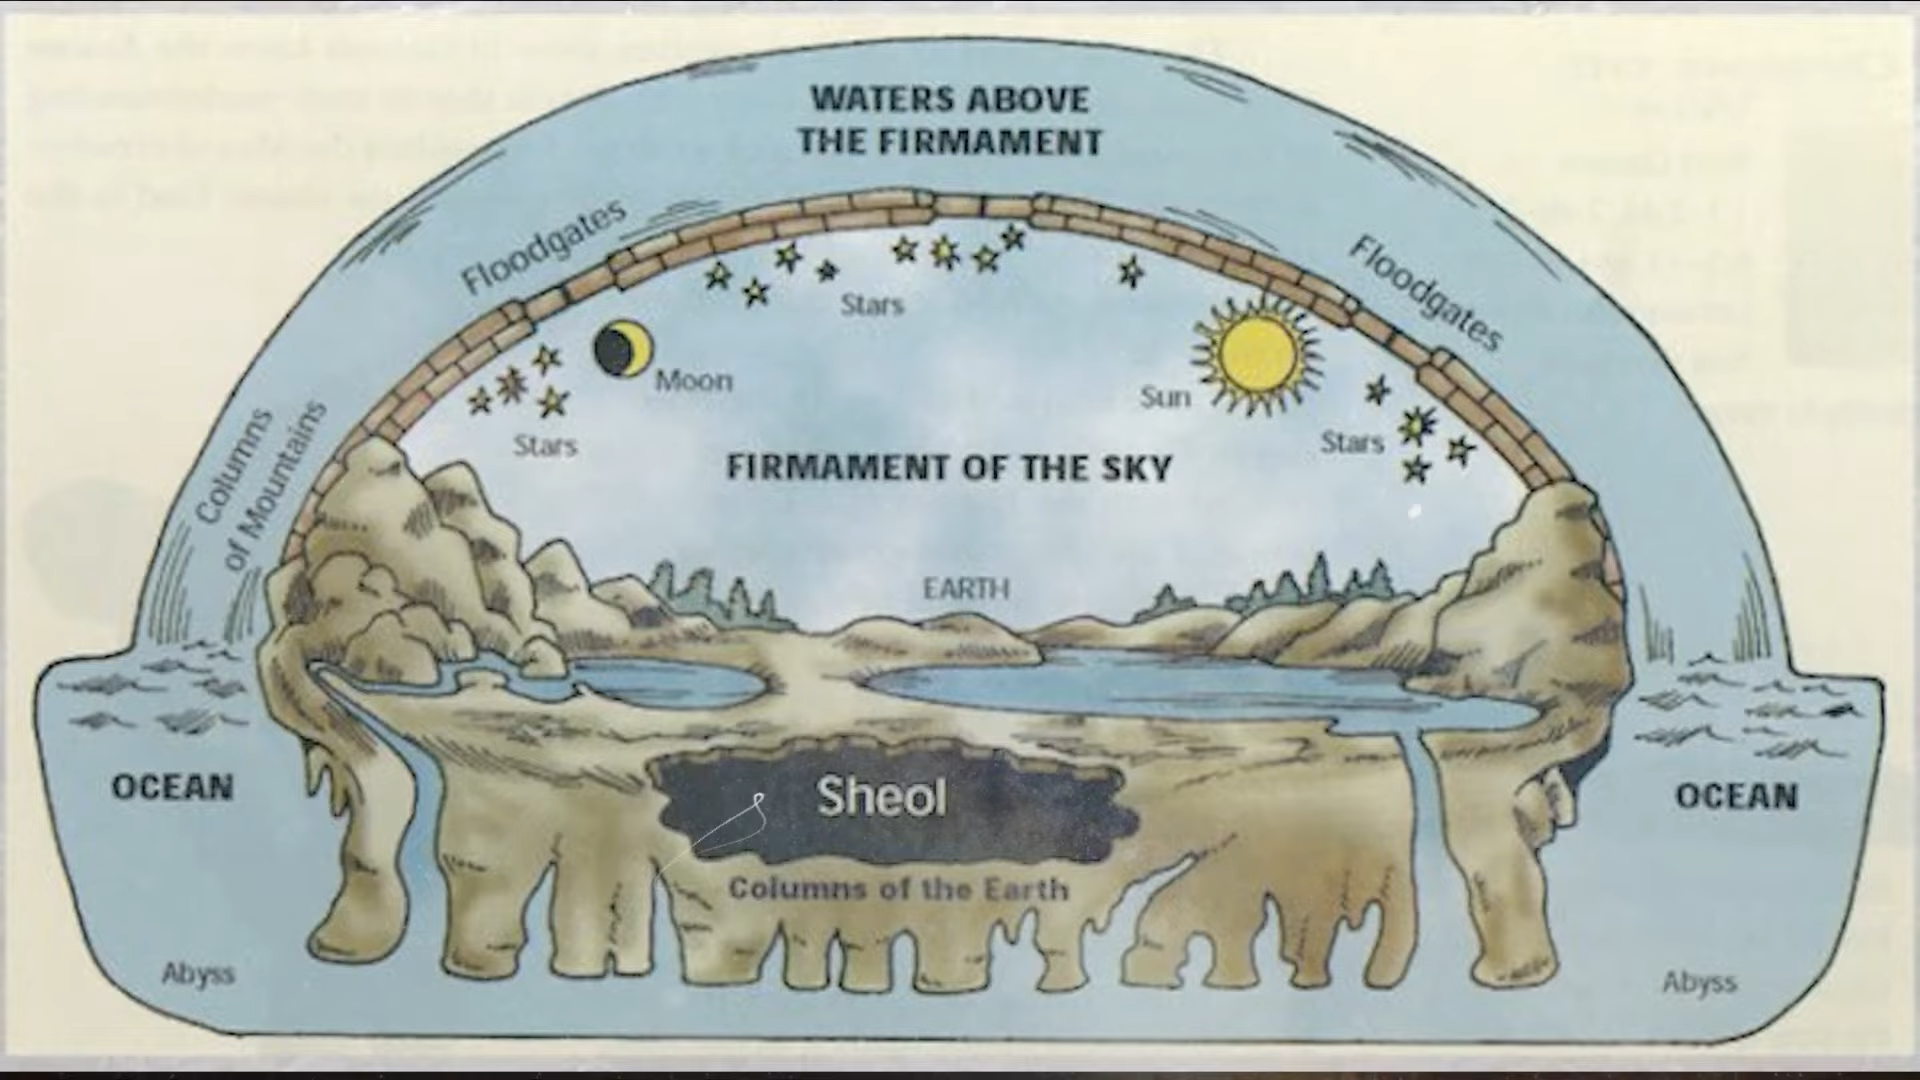 WATERS ABOVE
THE FIRMAMENT
Floodgates
Floodgates
Stars
Moon
Sun
Columns
of Mountains
Stars
Stars
FIRMAMENT OF THE SKY
EARTH
OCEAN
Sheol
OCEAN
Columns of the Earth
Abyss
Abyss